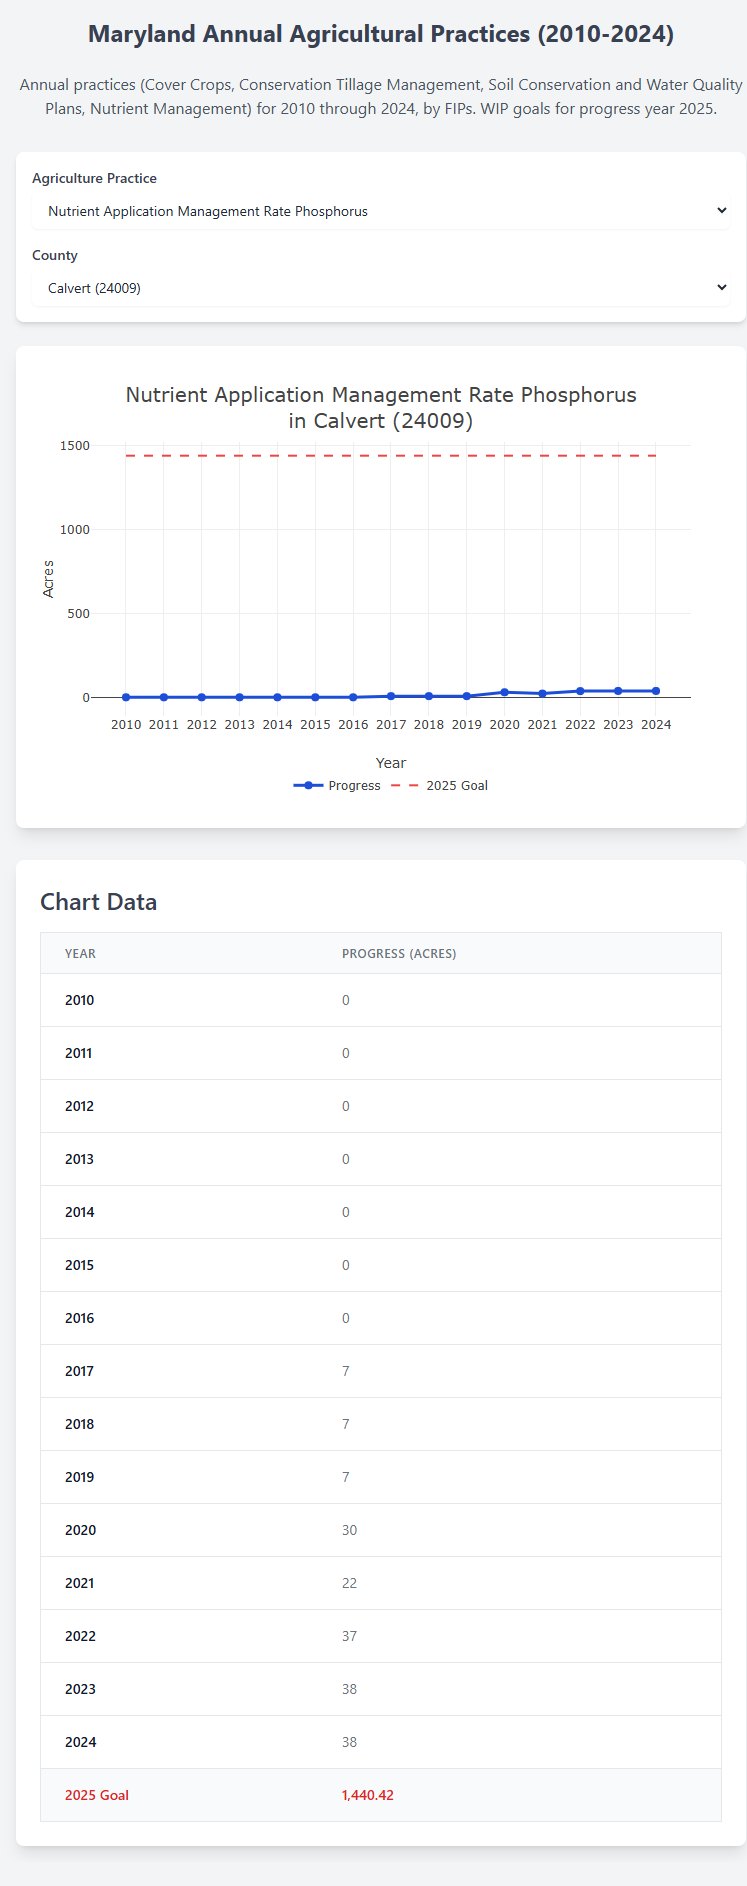 Maryland Annual Agricultural Practices (2010-2024)
Annual practices (Cover Crops, Conservation Tillage Management, Soil Conservation and Water Quality
Plans, Nutrient Management) for 2010 through 2024, by FIPs. WIP goals for progress year 2025.
Agriculture Practice
Nutrient Application Management Rate Phosphorus
County
Calvert (24009)
Nutrient Application Management Rate Phosphorus
in Calvert (24009)
1500
1000
500
0
Acres
2010 2011 2012 2013 2014 2015 2016 2017 2018 2019 2020 2021 2022 2023 2024
Year
Progress 2025 Goal
Chart Data
YEAR PROGRESS (ACRES)
2010 0
2011 0
2012 0
2013 0
2014 0
2015 0
2016 0
2017 7
2018 7
2019 7
2020 30
2021 22
2022 37
2023 38
2024 38
2025 Goal 1,440.42